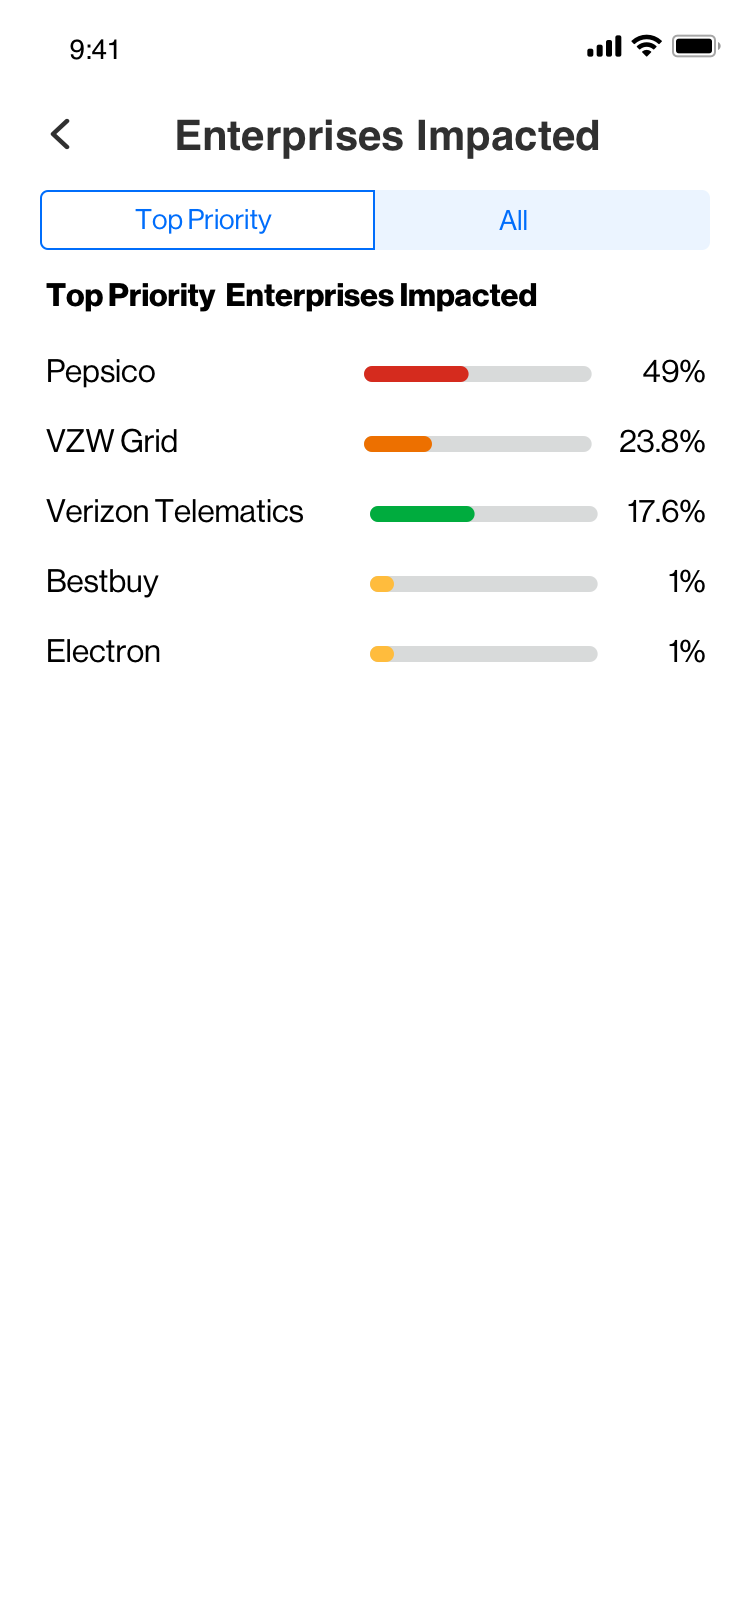 9:41
Enterprises Impacted
Top Priority All
Top Priority Enterprises Impacted
Pepsico 49%
VZW Grid 23.8%
Verizon Telematics 17.6%
Bestbuy 1%
Electron 1%